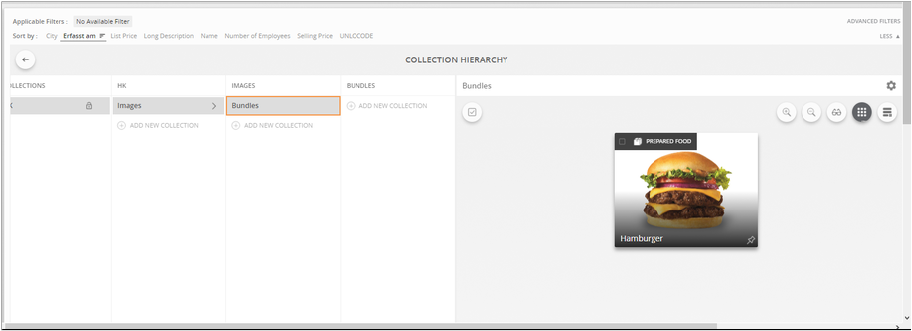 Applicable Filters : No Available Filter
ADVANCED FILTERS
Sort by : City Erfasst am List Price Long Description Name Number of Employees Selling Price UNLCCODE
LESS
COLLECTION HIERARCHY
LLECTIONS HK IMAGES BUNDLES
Bundles
Images Bundles ADD NEW COLLECTION
ADD NEW COLLECTION ADD NEW COLLECTION
PREPARED FOOD
Hamburger